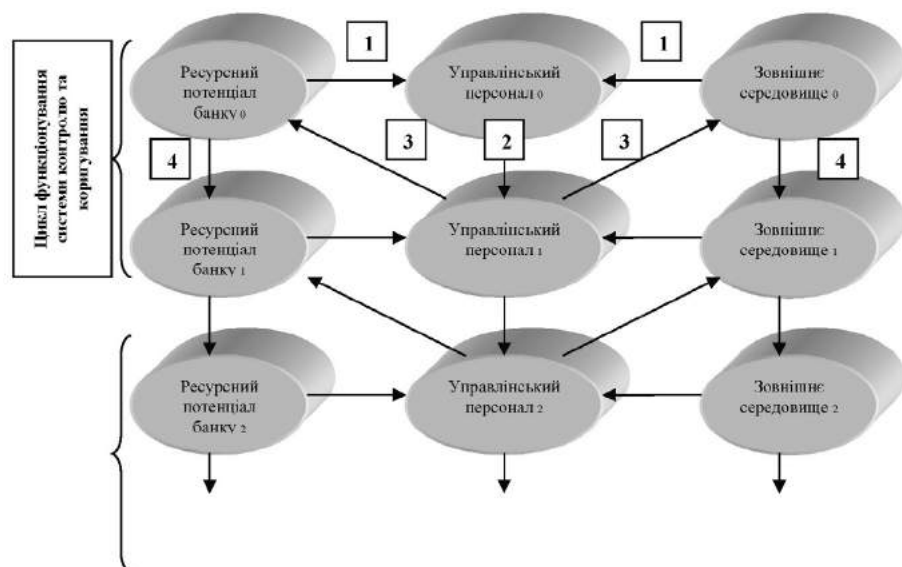 Цикл функціонування
системи контролю та
коригування
1
1
Ресурсний
потенціал
банку 0
Управлінський
персонал 0
Зовнішнє
середовище 0
4
3
2
3
4
Ресурсний
потенціал
банку 1
Управлінський
персонал 1
Зовнішнє
середовище 1
Ресурсний
потенціал
банку 2
Управлінський
персонал 2
Зовнішнє
середовище 2